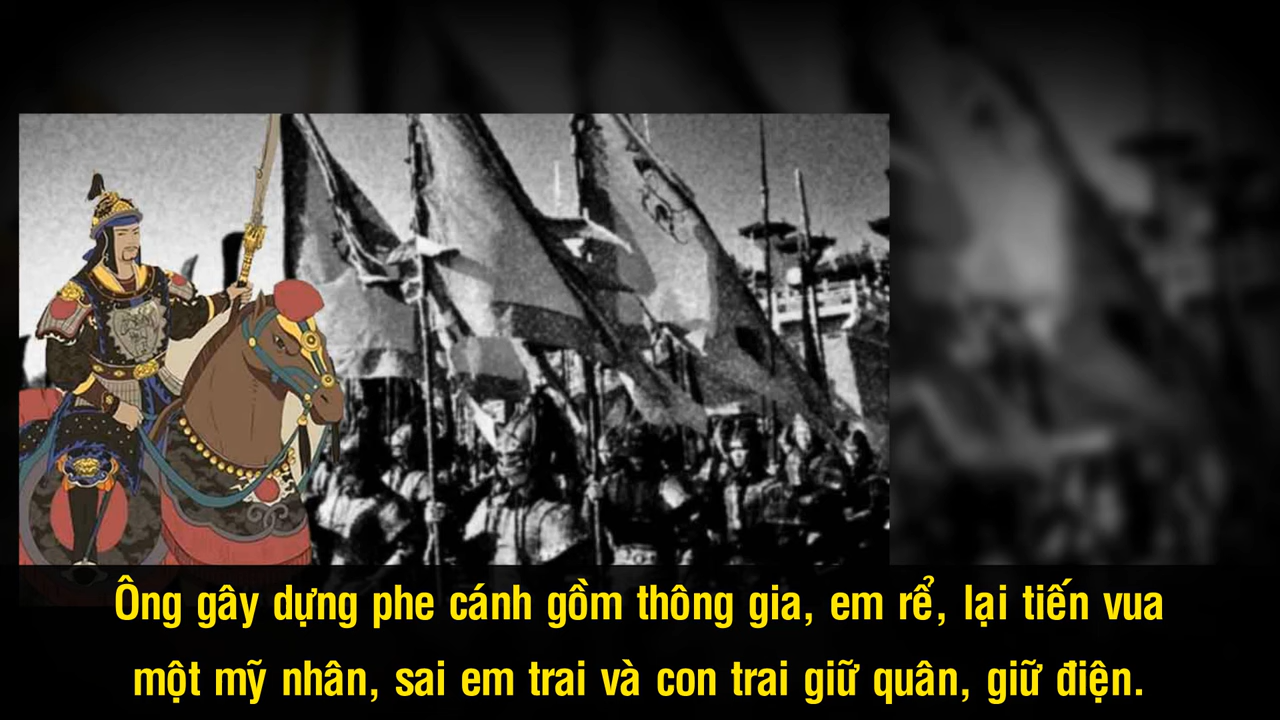 Ông gây dựng phe cánh gồm thông gia, em rể, lại tiến vua
một mỹ nhân, sai em trai và con trai giữ quân, giữ điện.